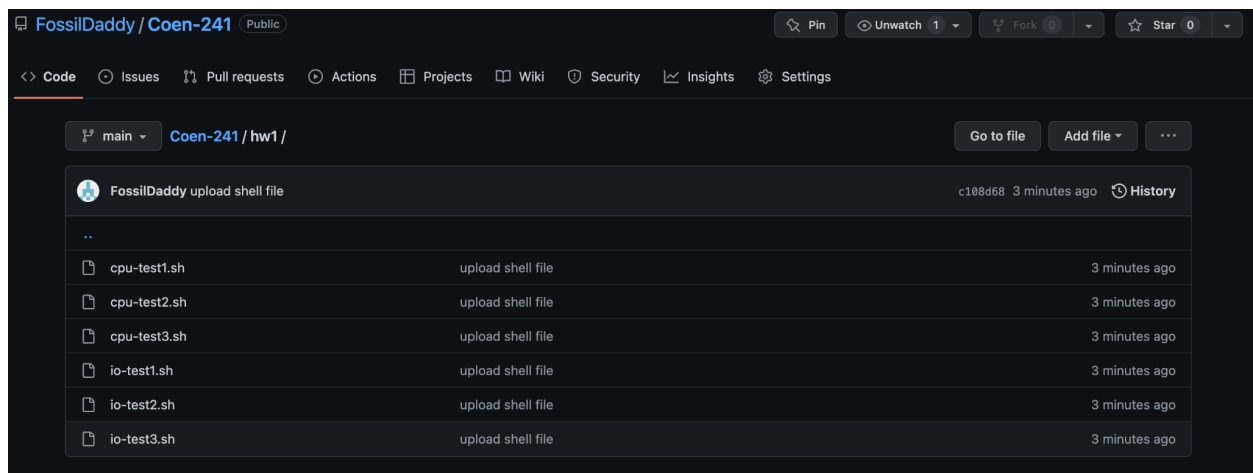 FossilDaddy / Coen-241 Public Pin Unwatch 1 Fork 0 Star 0
<> Code Issues Pull requests Actions Projects Wiki Security Insights Settings
main Coen-241 / hw1 / Go to file Add file ...
FossilDaddy upload shell file c108d68 3 minutes ago History
..
cpu-test1.sh upload shell file 3 minutes ago
cpu-test2.sh upload shell file 3 minutes ago
cpu-test3.sh upload shell file 3 minutes ago
io-test1.sh upload shell file 3 minutes ago
io-test2.sh upload shell file 3 minutes ago
io-test3.sh upload shell file 3 minutes ago